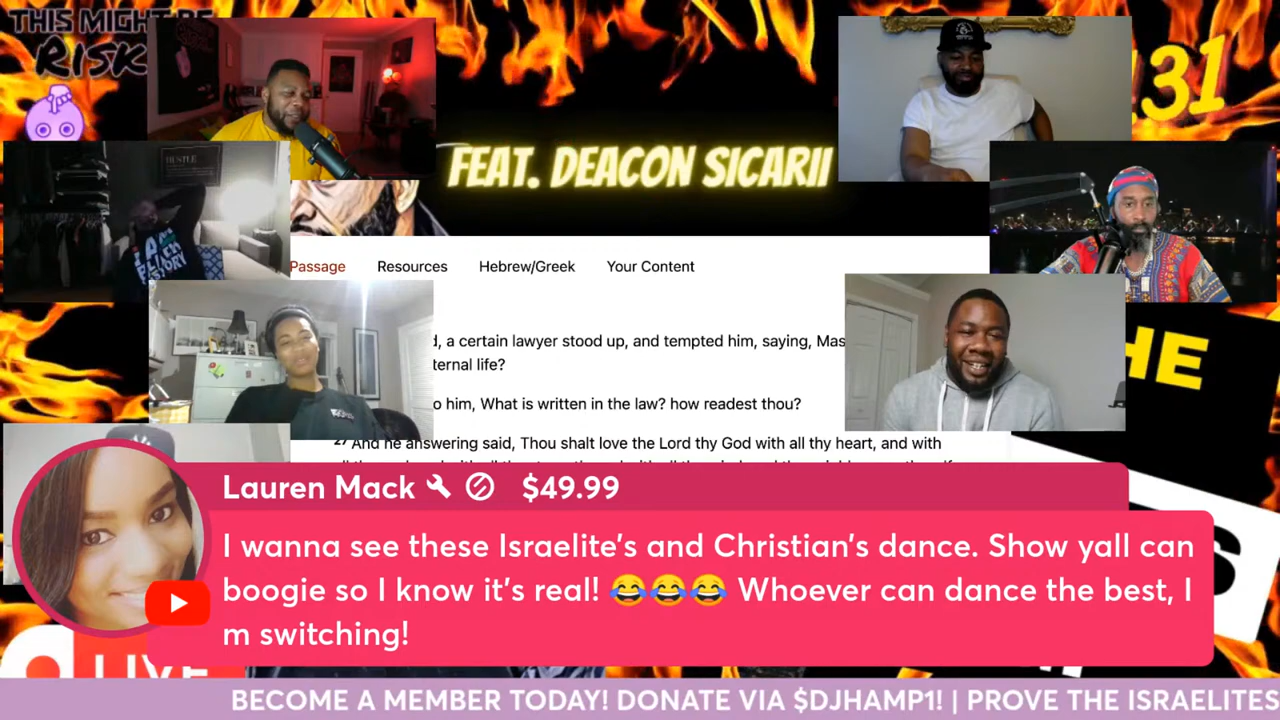 THIS MIGHT BE
RISK
31
HUSTLE
FEAT. DEACON SICARII
Passage Resources Hebrew/Greek Your Content
, a certain lawyer stood up, and tempted him, saying, Mas
ternal life?
o him, What is written in the law? how readest thou?
27 And he answering said, Thou shalt love the Lord thy God with all thy heart, and with
HE
Lauren Mack $49.99
I wanna see these Israelite's and Christian's dance. Show yall can
boogie so I know it's real! 😂😂😂 Whoever can dance the best, I
m switching!
LIVE
BECOME A MEMBER TODAY! DONATE VIA $DJHAMP1! | PROVE THE ISRAELITES